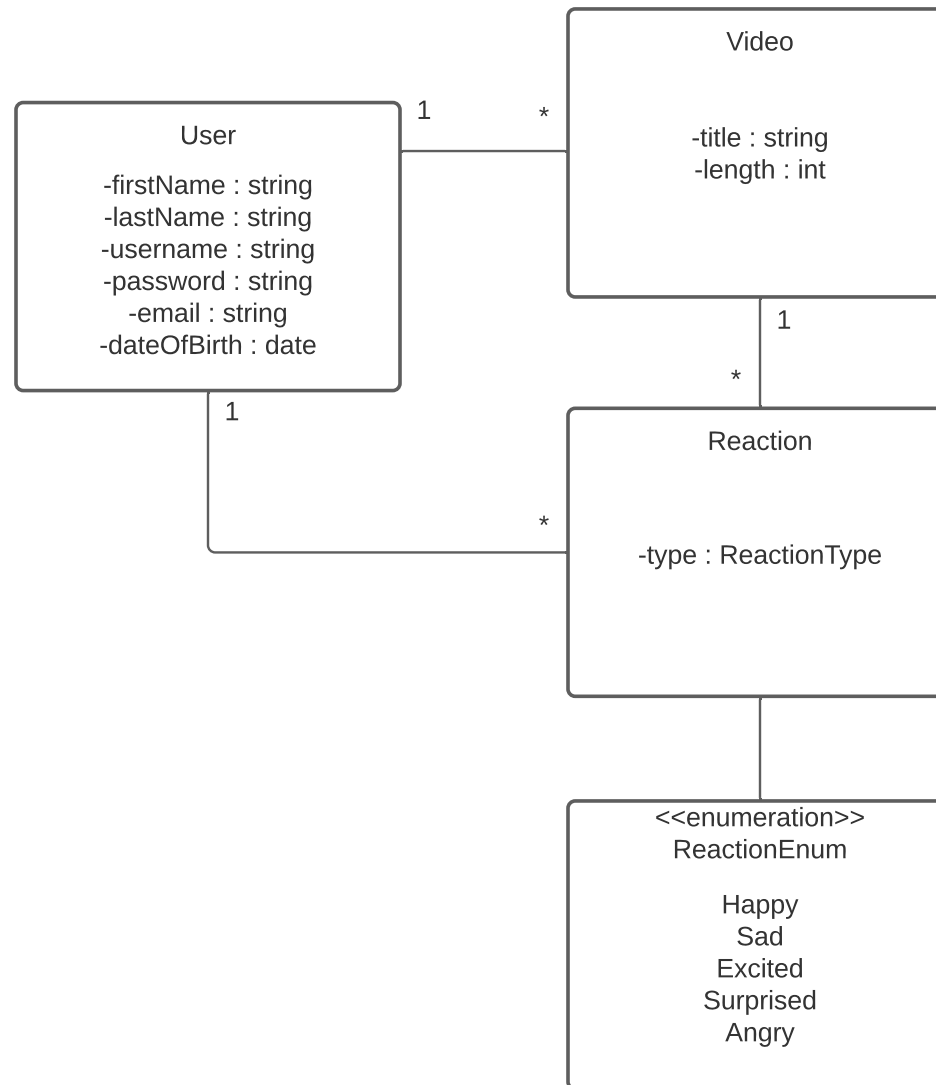 Video
-title : string
-length : int
1
*
User
-firstName : string
-lastName : string
-username : string
-password : string
-email : string
-dateOfBirth : date
1
*
1
*
Reaction
-type : ReactionType
<<enumeration>>
ReactionEnum
Happy
Sad
Excited
Surprised
Angry